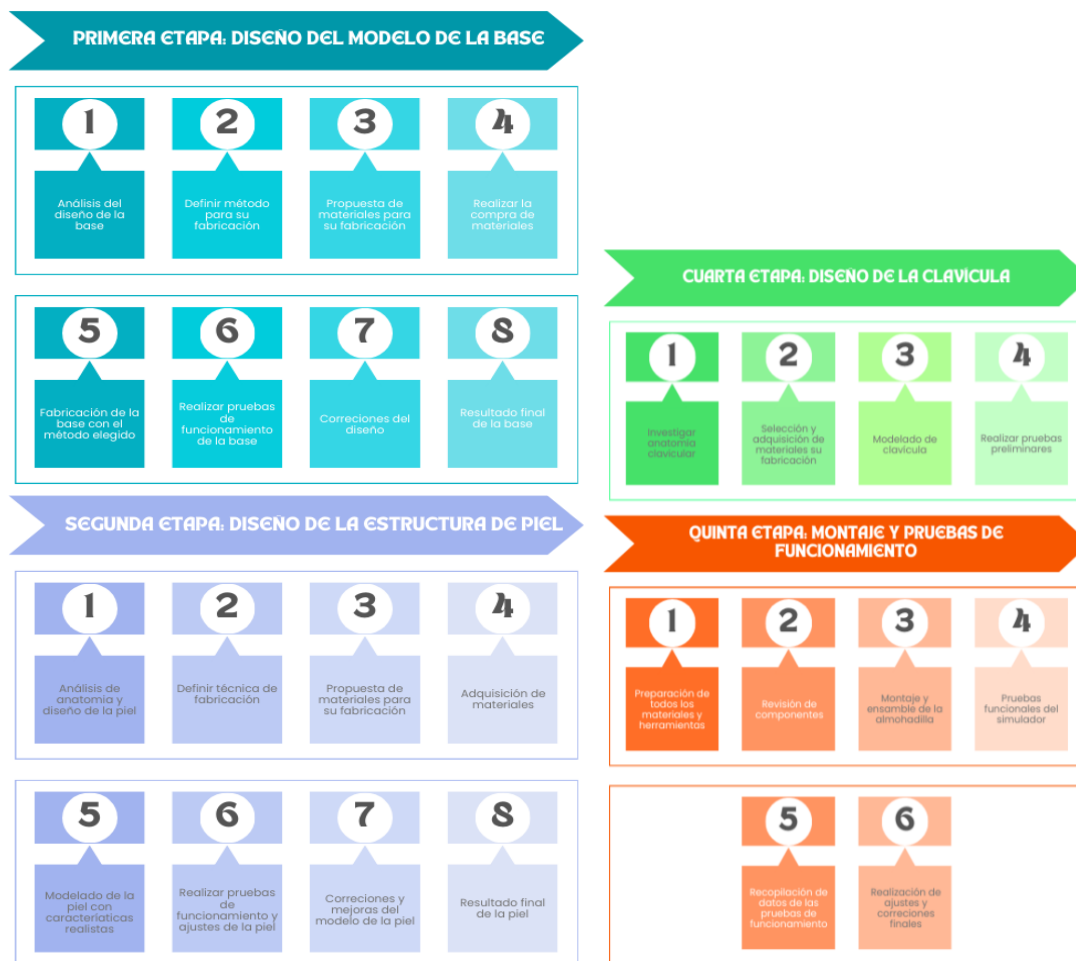 PRIMERA ETAPA: DISEÑO DEL MODELO DE LA BASE
1
2
3
4
Análisis del
diseño de la
base
Definir método
para su
fabricación
Propuesta de
materiales para
su fabricación
Realizar la
compra de
materiales
5
6
7
8
Fabricación de la
base con el
método elegido
Realizar pruebas
de
funcionamiento
de la base
Correciones del
diseño
Resultado final
de la base
SEGUNDA ETAPA: DISEÑO DE LA ESTRUCTURA DE PIEL
1
2
3
4
Análisis de
anatomia y
diseño de la piel
Definir técnica de
fabricación
Propuesta de
materiales para
su fabricación
Adquisición de
materiales
5
6
7
8
Modelado de la
piel con
caracteríaticas
realistas
Realizar pruebas
de
funcionamiento y
ajustes de la piel
Correciones y
mejoras del
modelo de la piel
Resultado final
de la piel
CUARTA ETAPA: DISEÑO DE LA CLAVÍCULA
1
2
3
4
Investigar
anatomía
clavicular
Selección y
adquisición de
materiales su
fabricación
Modelado de
clavícula
Realizar pruebas
preliminares
QUINTA ETAPA: MONTAJE Y PRUEBAS DE
FUNCIONAMIENTO
1
2
3
4
Preparación de
todos los
materiales y
herramientas
Revisión de
componentes
Montaje y
ensamble de la
almohadilla
Pruebas
funcionales del
simulador
5
6
Recopilación de
datos de las
pruebas de
funcionamiento
Realización de
ajustes y
correciones
finales